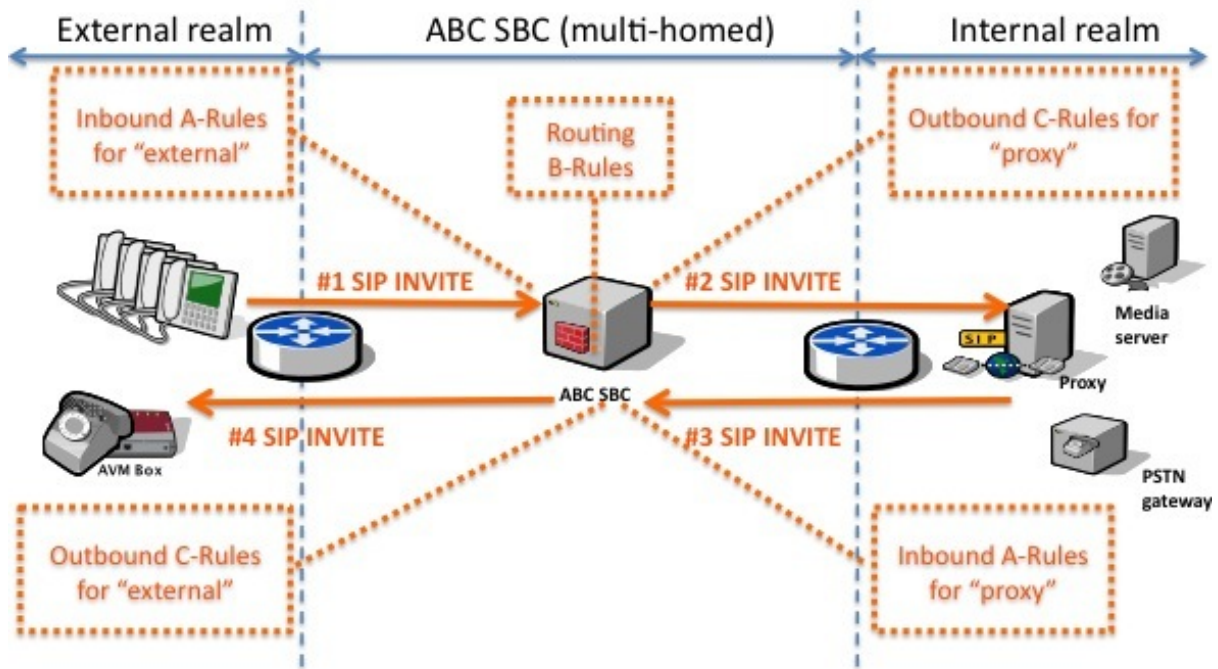 External realm
ABC SBC (multi-homed)
Internal realm
Inbound A-Rules
for “external”
Routing
B-Rules
Outbound C-Rules for
“proxy”
#1 SIP INVITE
#2 SIP INVITE
Media
server
SIP
Proxy
ABC SBC
#4 SIP INVITE
#3 SIP INVITE
AVM Box
PSTN
gateway
Outbound C-Rules
for “external”
Inbound A-Rules
for “proxy”